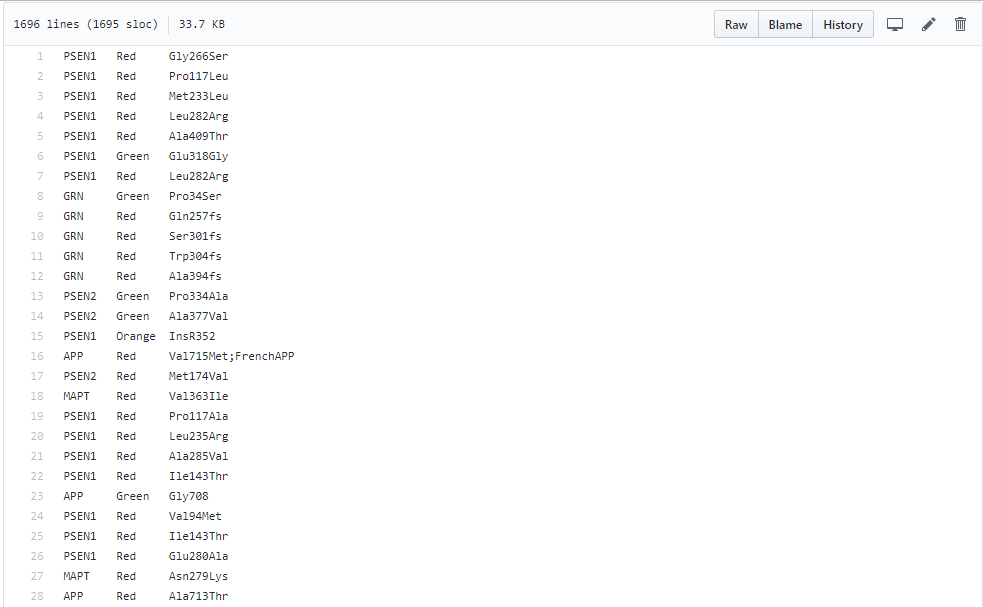 1696 lines (1695 sloc) 33.7 KB Raw Blame History
1 PSEN1 Red Gly266Ser
2 PSEN1 Red Pro117Leu
3 PSEN1 Red Met233Leu
4 PSEN1 Red Leu282Arg
5 PSEN1 Red Ala409Thr
6 PSEN1 Green Glu318Gly
7 PSEN1 Red Leu282Arg
8 GRN Green Pro34Ser
9 GRN Red Gln257fs
10 GRN Red Ser301fs
11 GRN Red Trp304fs
12 GRN Red Ala394fs
13 PSEN2 Green Pro334Ala
14 PSEN2 Green Ala377Val
15 PSEN1 Orange InsR352
16 APP Red Val715Met;FrenchAPP
17 PSEN2 Red Met174Val
18 MAPT Red Val363Ile
19 PSEN1 Red Pro117Ala
20 PSEN1 Red Leu235Arg
21 PSEN1 Red Ala285Val
22 PSEN1 Red Ile143Thr
23 APP Green Gly708
24 PSEN1 Red Val94Met
25 PSEN1 Red Ile143Thr
26 PSEN1 Red Glu280Ala
27 MAPT Red Asn279Lys
28 APP Red Ala713Thr